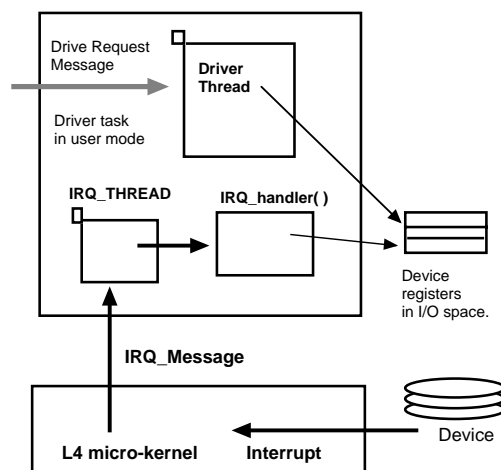 Drive Request
Message
Driver
Thread
Driver task
in user mode
IRQ_THREAD
IRQ_handler( )
Device
registers
in I/O space.
IRQ_Message
Device
L4 micro-kernel
Interrupt